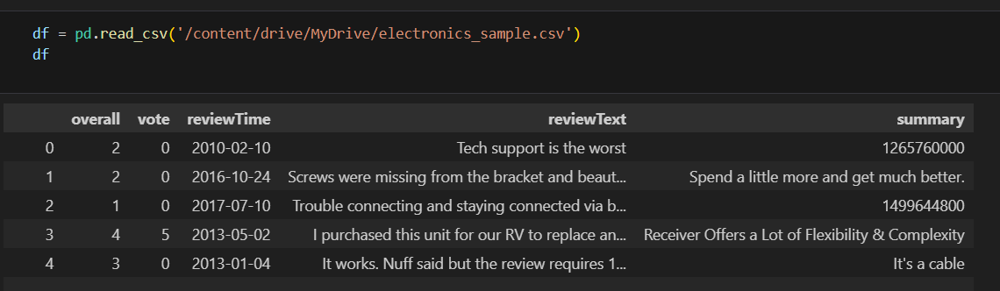 df = pd.read_csv('/content/drive/MyDrive/electronics_sample.csv')
df
overall vote reviewTime reviewText summary
0 2 0 2010-02-10 Tech support is the worst 1265760000
1 2 0 2016-10-24 Screws were missing from the bracket and beaut... Spend a little more and get much better.
2 1 0 2017-07-10 Trouble connecting and staying connected via b... 1499644800
3 4 5 2013-05-02 I purchased this unit for our RV to replace an... Receiver Offers a Lot of Flexibility & Complexity
4 3 0 2013-01-04 It works. Nuff said but the review requires 1... It's a cable